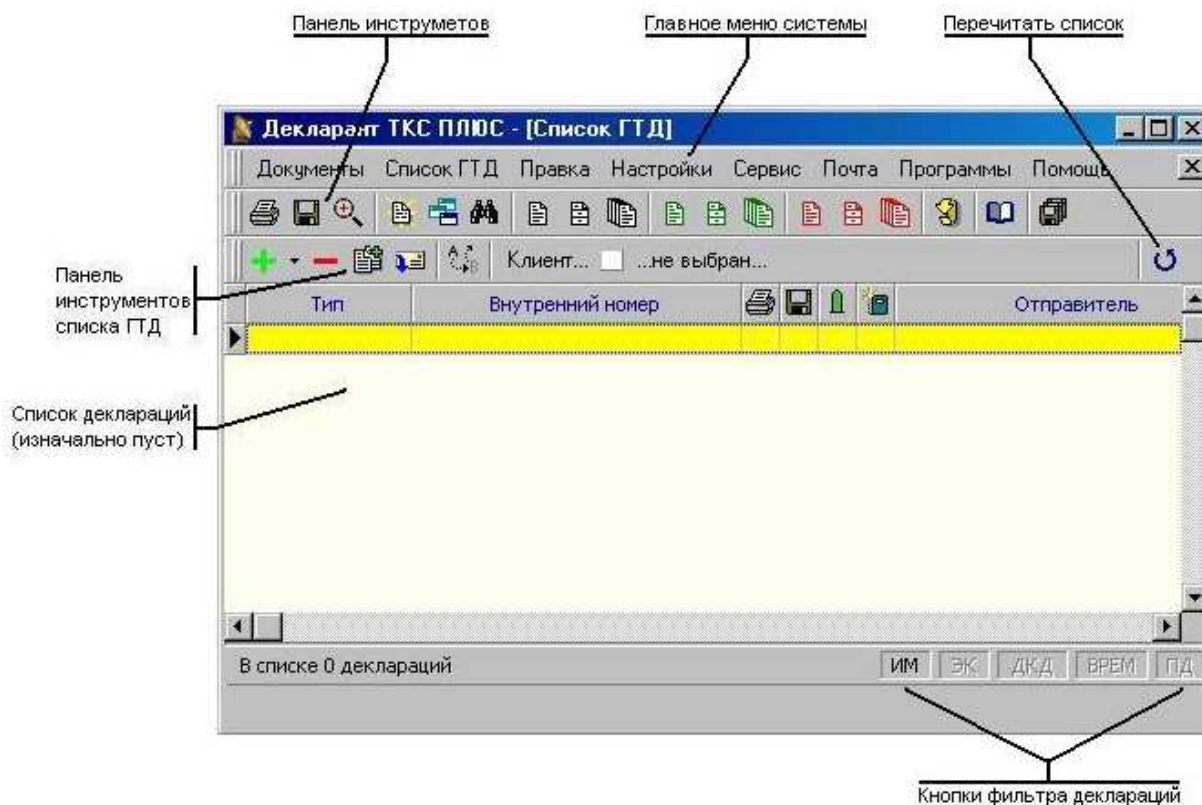 Панель инструметов
Главное меню системы
Перечитать список
Декларант ТКС ПЛЮС - [Список ГТД]
Документы Список ГТД Правка Настройки Сервис Почта Программы Помощь
Клиент... ...не выбран...
Панель
инструментов
списка ГТД
Тип Внутренний номер Отправитель
Список деклараций
(изначально пуст)
В списке 0 деклараций
ИМ ЭК ДКД ВРЕМ ПД
Кнопки фильтра деклараций